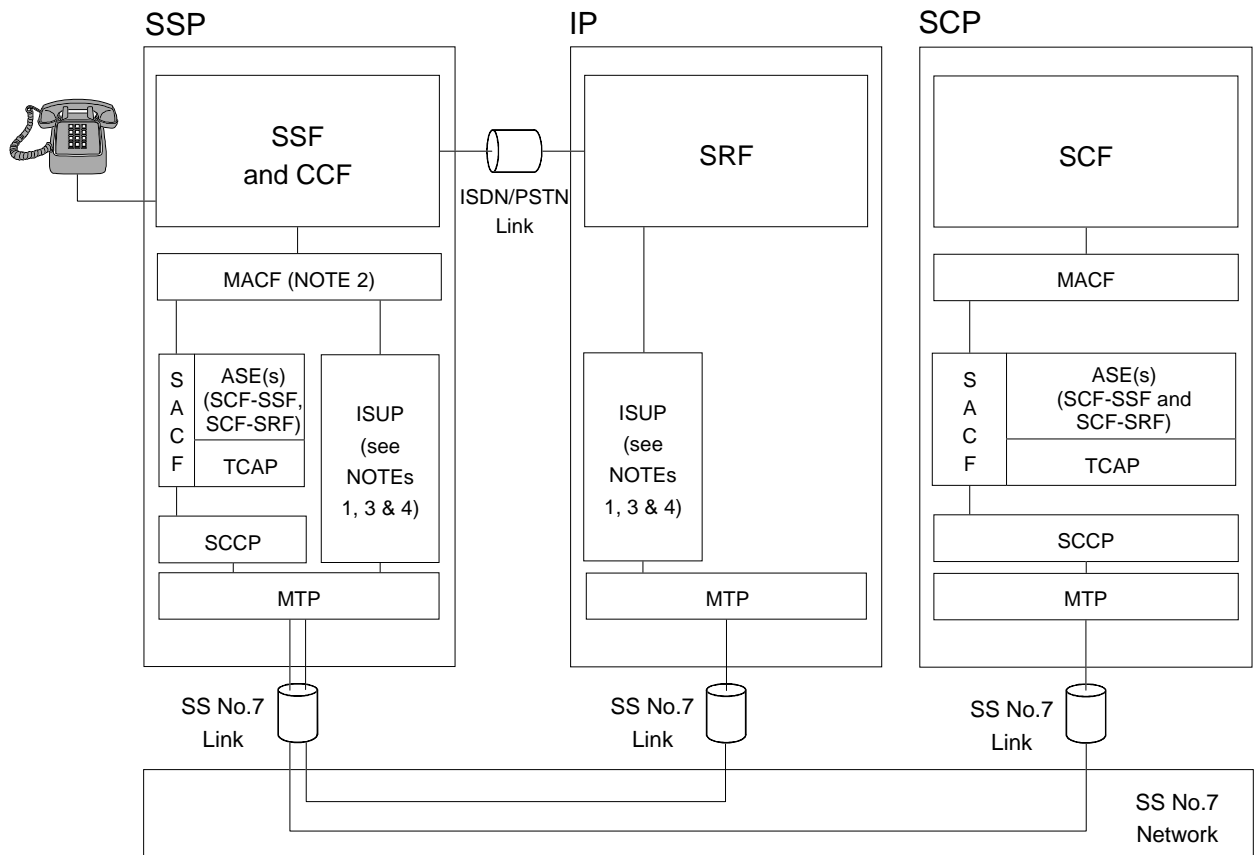 SSP
IP
SCP
SSF
and CCF
ISDN/PSTN
Link
SRF
SCF
MACF (NOTE 2)
MACF
S
A
C
F
ASE(s)
(SCF-SSF,
SCF-SRF)
TCAP
ISUP
(see
NOTEs
1, 3 & 4)
ISUP
(see
NOTEs
1, 3 & 4)
S
A
C
F
ASE(s)
(SCF-SSF and
SCF-SRF)
TCAP
SCCP
SCCP
MTP
MTP
MTP
SS No.7
Link
SS No.7
Link
SS No.7
Link
SS No.7
Network